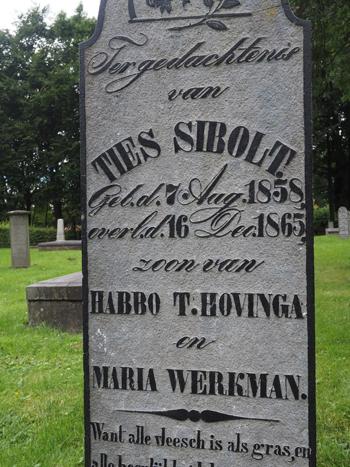 Ter gedachtenis
van
TIES SIBOLT.
Geb.d. 7 Aug. 1858,
overl.d. 16 Dec. 1865,
zoon van
HABBO T. HOVINGA
en
MARIA WERKMAN.
Want alle vleesch is als gras, en
alle